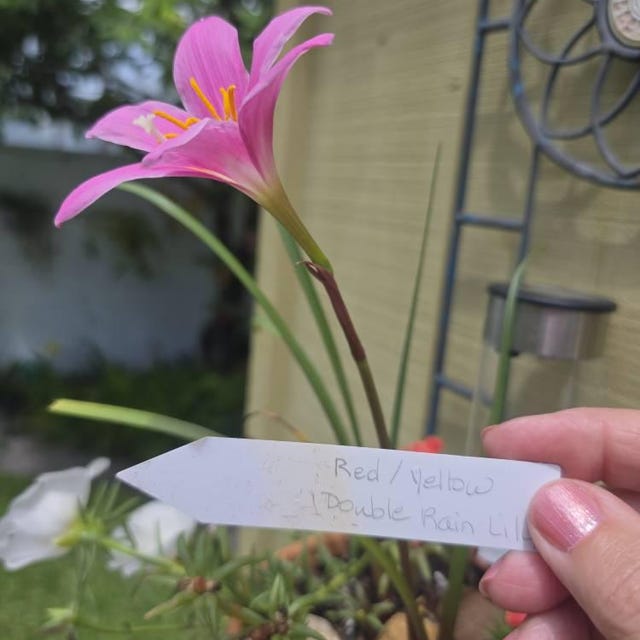 Red / yellow
Double Rain Lil